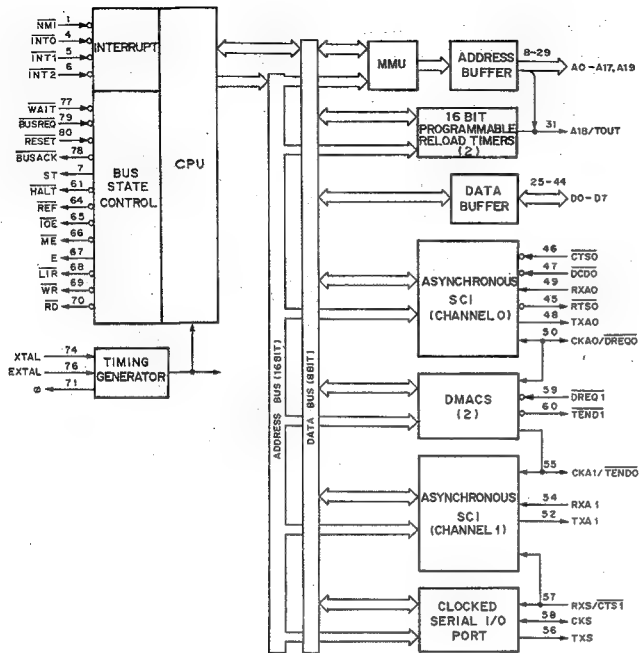 NMI 1
INT0 4
INT1 5
INT2 6
INTERRUPT
CPU
WAIT 77
BUSREQ 79
RESET 80
BUSACK 78
ST 7
HALT 61
REF 64
IOE 65
ME 66
E 67
LIR 68
WR 69
RD 70
BUS
STATE
CONTROL
XTAL 74
EXTAL 76
ø 71
TIMING
GENERATOR
ADDRESS BUS (16BIT)
DATA BUS (8BIT)
MMU
ADDRESS
BUFFER
8-29
A0-A17,A19
16 BIT
PROGRAMMABLE
RELOAD TIMERS
(2)
31
A18/TOUT
DATA
BUFFER
25-44
D0-D7
ASYNCHRONOUS
SCI
(CHANNEL 0)
46 CTS0
47 DCD0
49 RXA0
45 RTS0
48 TXA0
50 CKA0/DREQ0
DMACS
(2)
59 DREQ1
60 TEND1
55 CKA1/TEND0
ASYNCHRONOUS
SCI
(CHANNEL 1)
54 RXA1
52 TXA1
CLOCKED
SERIAL I/O
PORT
57 RXS/CTS1
58 CKS
56 TXS